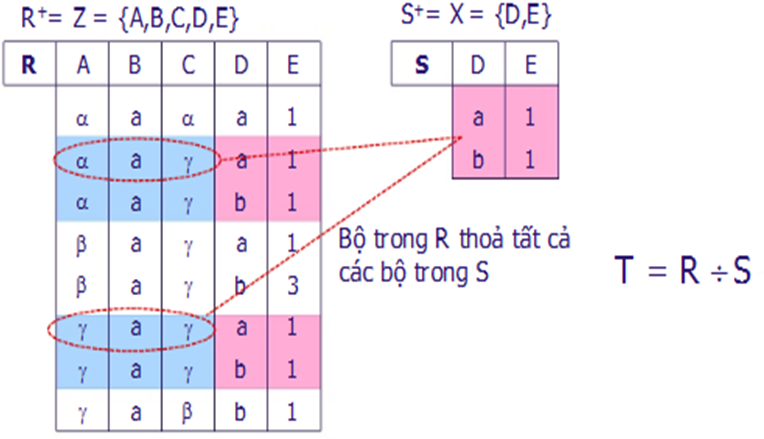 R+= Z = {A,B,C,D,E}
S+= X = {D,E}
R A B C D E
α a α a 1
α a γ a 1
α a γ b 1
β a γ a 1
β a γ b 3
γ a γ a 1
γ a γ b 1
γ a β b 1
S D E
a 1
b 1
Bộ trong R thoả tất cả
các bộ trong S
T = R ÷ S